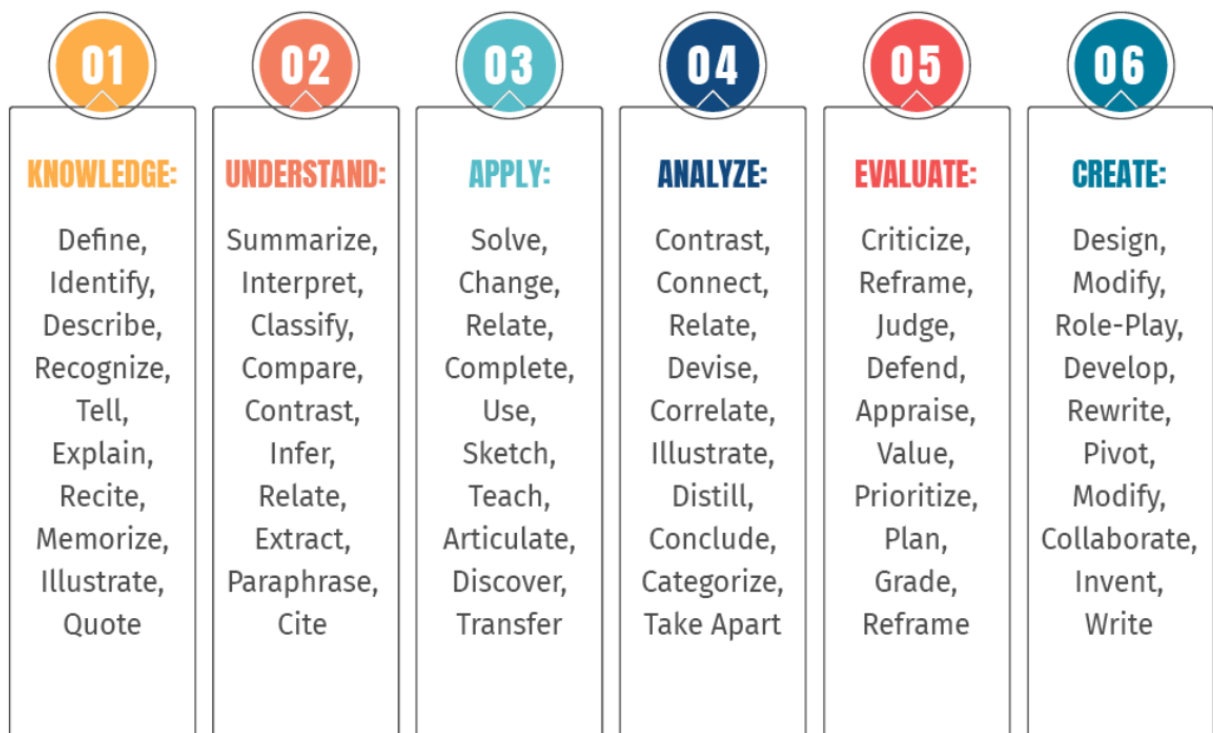 01
KNOWLEDGE:
Define,
Identify,
Describe,
Recognize,
Tell,
Explain,
Recite,
Memorize,
Illustrate,
Quote
02
UNDERSTAND:
Summarize,
Interpret,
Classify,
Compare,
Contrast,
Infer,
Relate,
Extract,
Paraphrase,
Cite
03
APPLY:
Solve,
Change,
Relate,
Complete,
Use,
Sketch,
Teach,
Articulate,
Discover,
Transfer
04
ANALYZE:
Contrast,
Connect,
Relate,
Devise,
Correlate,
Illustrate,
Distill,
Conclude,
Categorize,
Take Apart
05
EVALUATE:
Criticize,
Reframe,
Judge,
Defend,
Appraise,
Value,
Prioritize,
Plan,
Grade,
Reframe
06
CREATE:
Design,
Modify,
Role-Play,
Develop,
Rewrite,
Pivot,
Modify,
Collaborate,
Invent,
Write